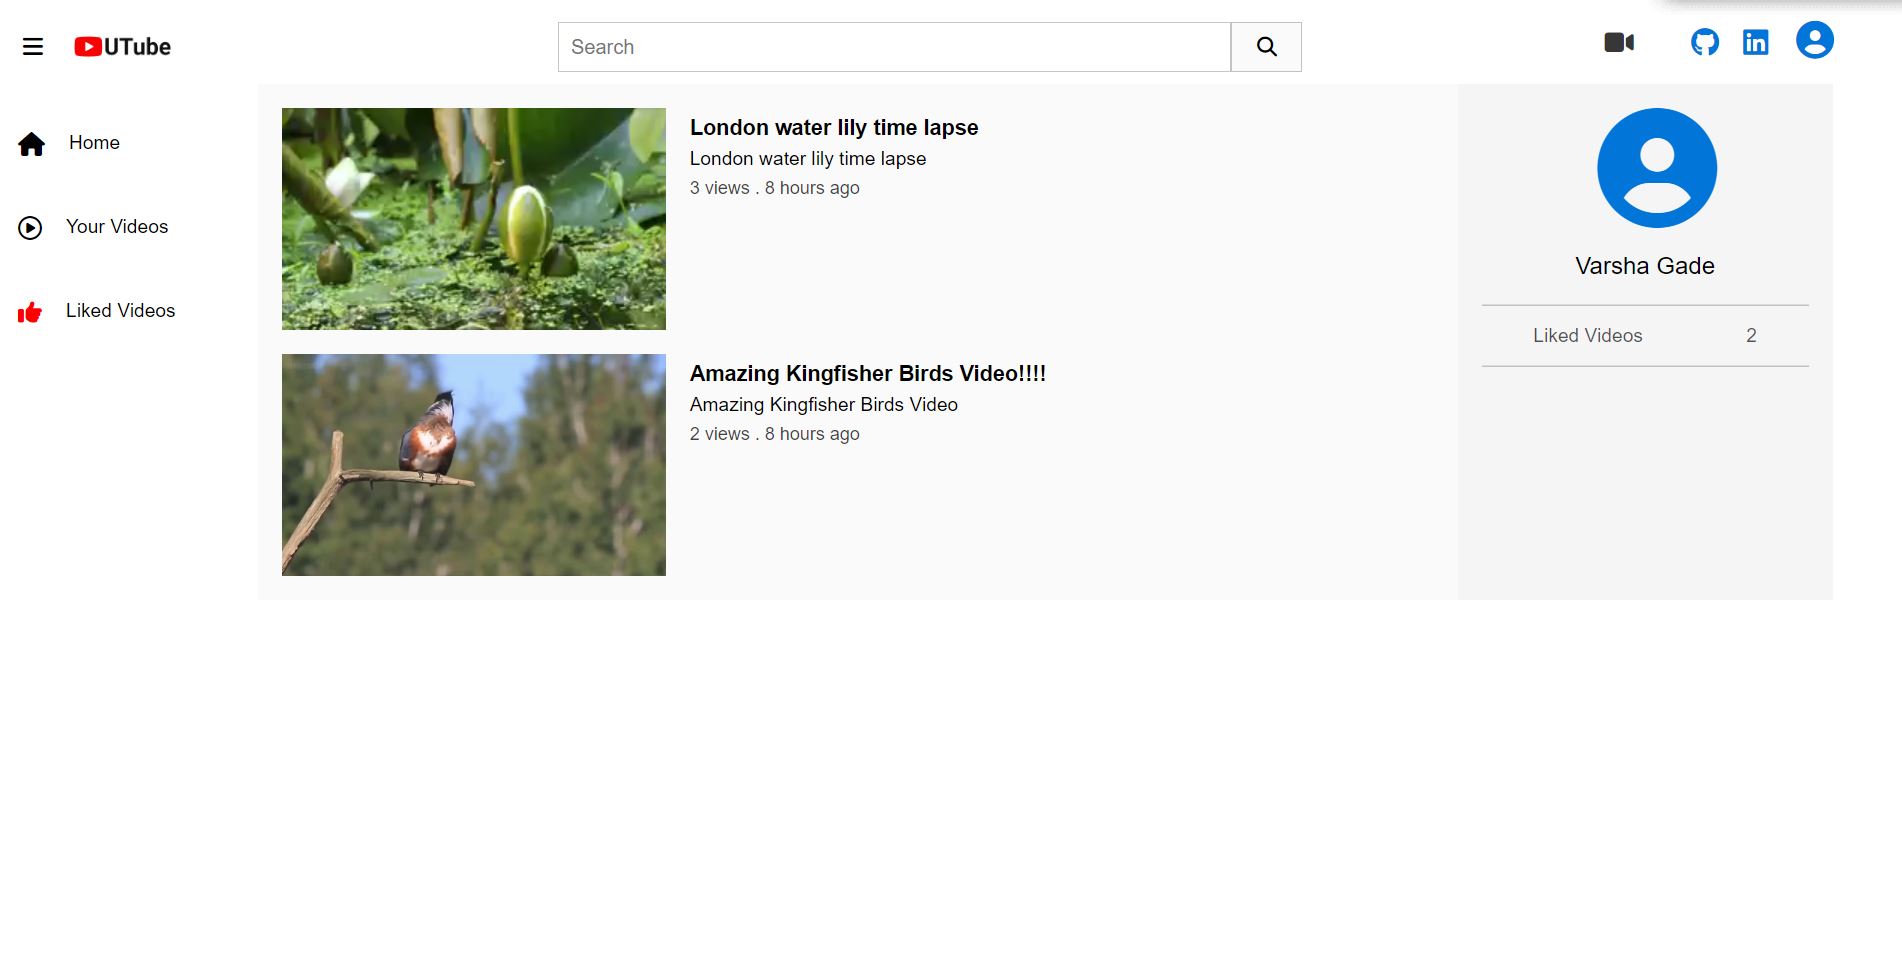 UTube
Search
Home
Your Videos
Liked Videos
London water lily time lapse
London water lily time lapse
3 views . 8 hours ago
Amazing Kingfisher Birds Video!!!!
Amazing Kingfisher Birds Video
2 views . 8 hours ago
Varsha Gade
Liked Videos 2